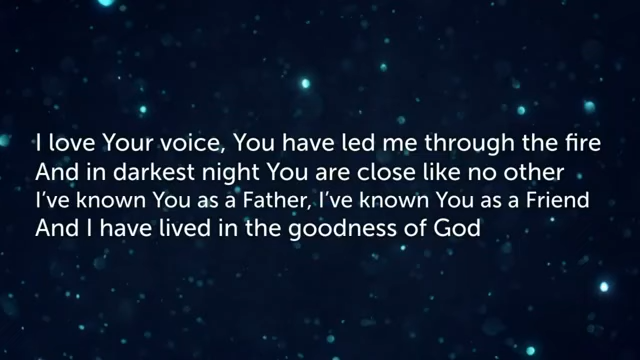 I love Your voice, You have led me through the fire
And in darkest night You are close like no other
I've known You as a Father, I've known You as a Friend
And I have lived in the goodness of God